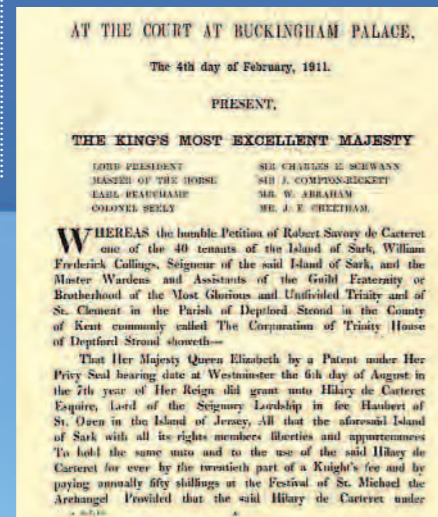 AT THE COURT AT BUCKINGHAM PALACE,
The 4th day of February, 1911.
PRESENT,
THE KING'S MOST EXCELLENT MAJESTY
LORD PRESIDENT
MASTER OF THE HORSE
EARL BEAUCHAMP
COLONEL SEELY
SIR CHARLES E. SCHWANN
SIR J. COMPTON-RICKETT
MR. W. ABRAHAM
MR. J. F. CHEETHAM.
WHEREAS the humble Petition of Robert Savory de Carteret
one of the 40 tenants of the Island of Sark, William
Frederick Collings, Seigneur of the said Island of Sark, and the
Master Wardens and Assistants of the Guild Fraternity or
Brotherhood of the Most Glorious and Undivided Trinity and of
St. Clement in the Parish of Deptford Strond in the County
of Kent commonly called The Corporation of Trinity House
of Deptford Strond showeth—
That Her Majesty Queen Elizabeth by a Patent under Her
Privy Seal bearing date at Westminster the 6th day of August in
the 7th year of Her Reign did grant unto Hilary de Carteret
Esquire, Lord of the Seignory Lordship in fee Haubert of
St. Ouen in the Island of Jersey, All that the aforesaid Island
of Sark with all its rights members liberties and appurtenances
To hold the same unto and to the use of the said Hilary de
Carteret for ever by the twentieth part of a Knight's fee and by
paying annually fifty shillings at the Festival of St. Michael the
Archangel Provided that the said Hilary de Carteret under